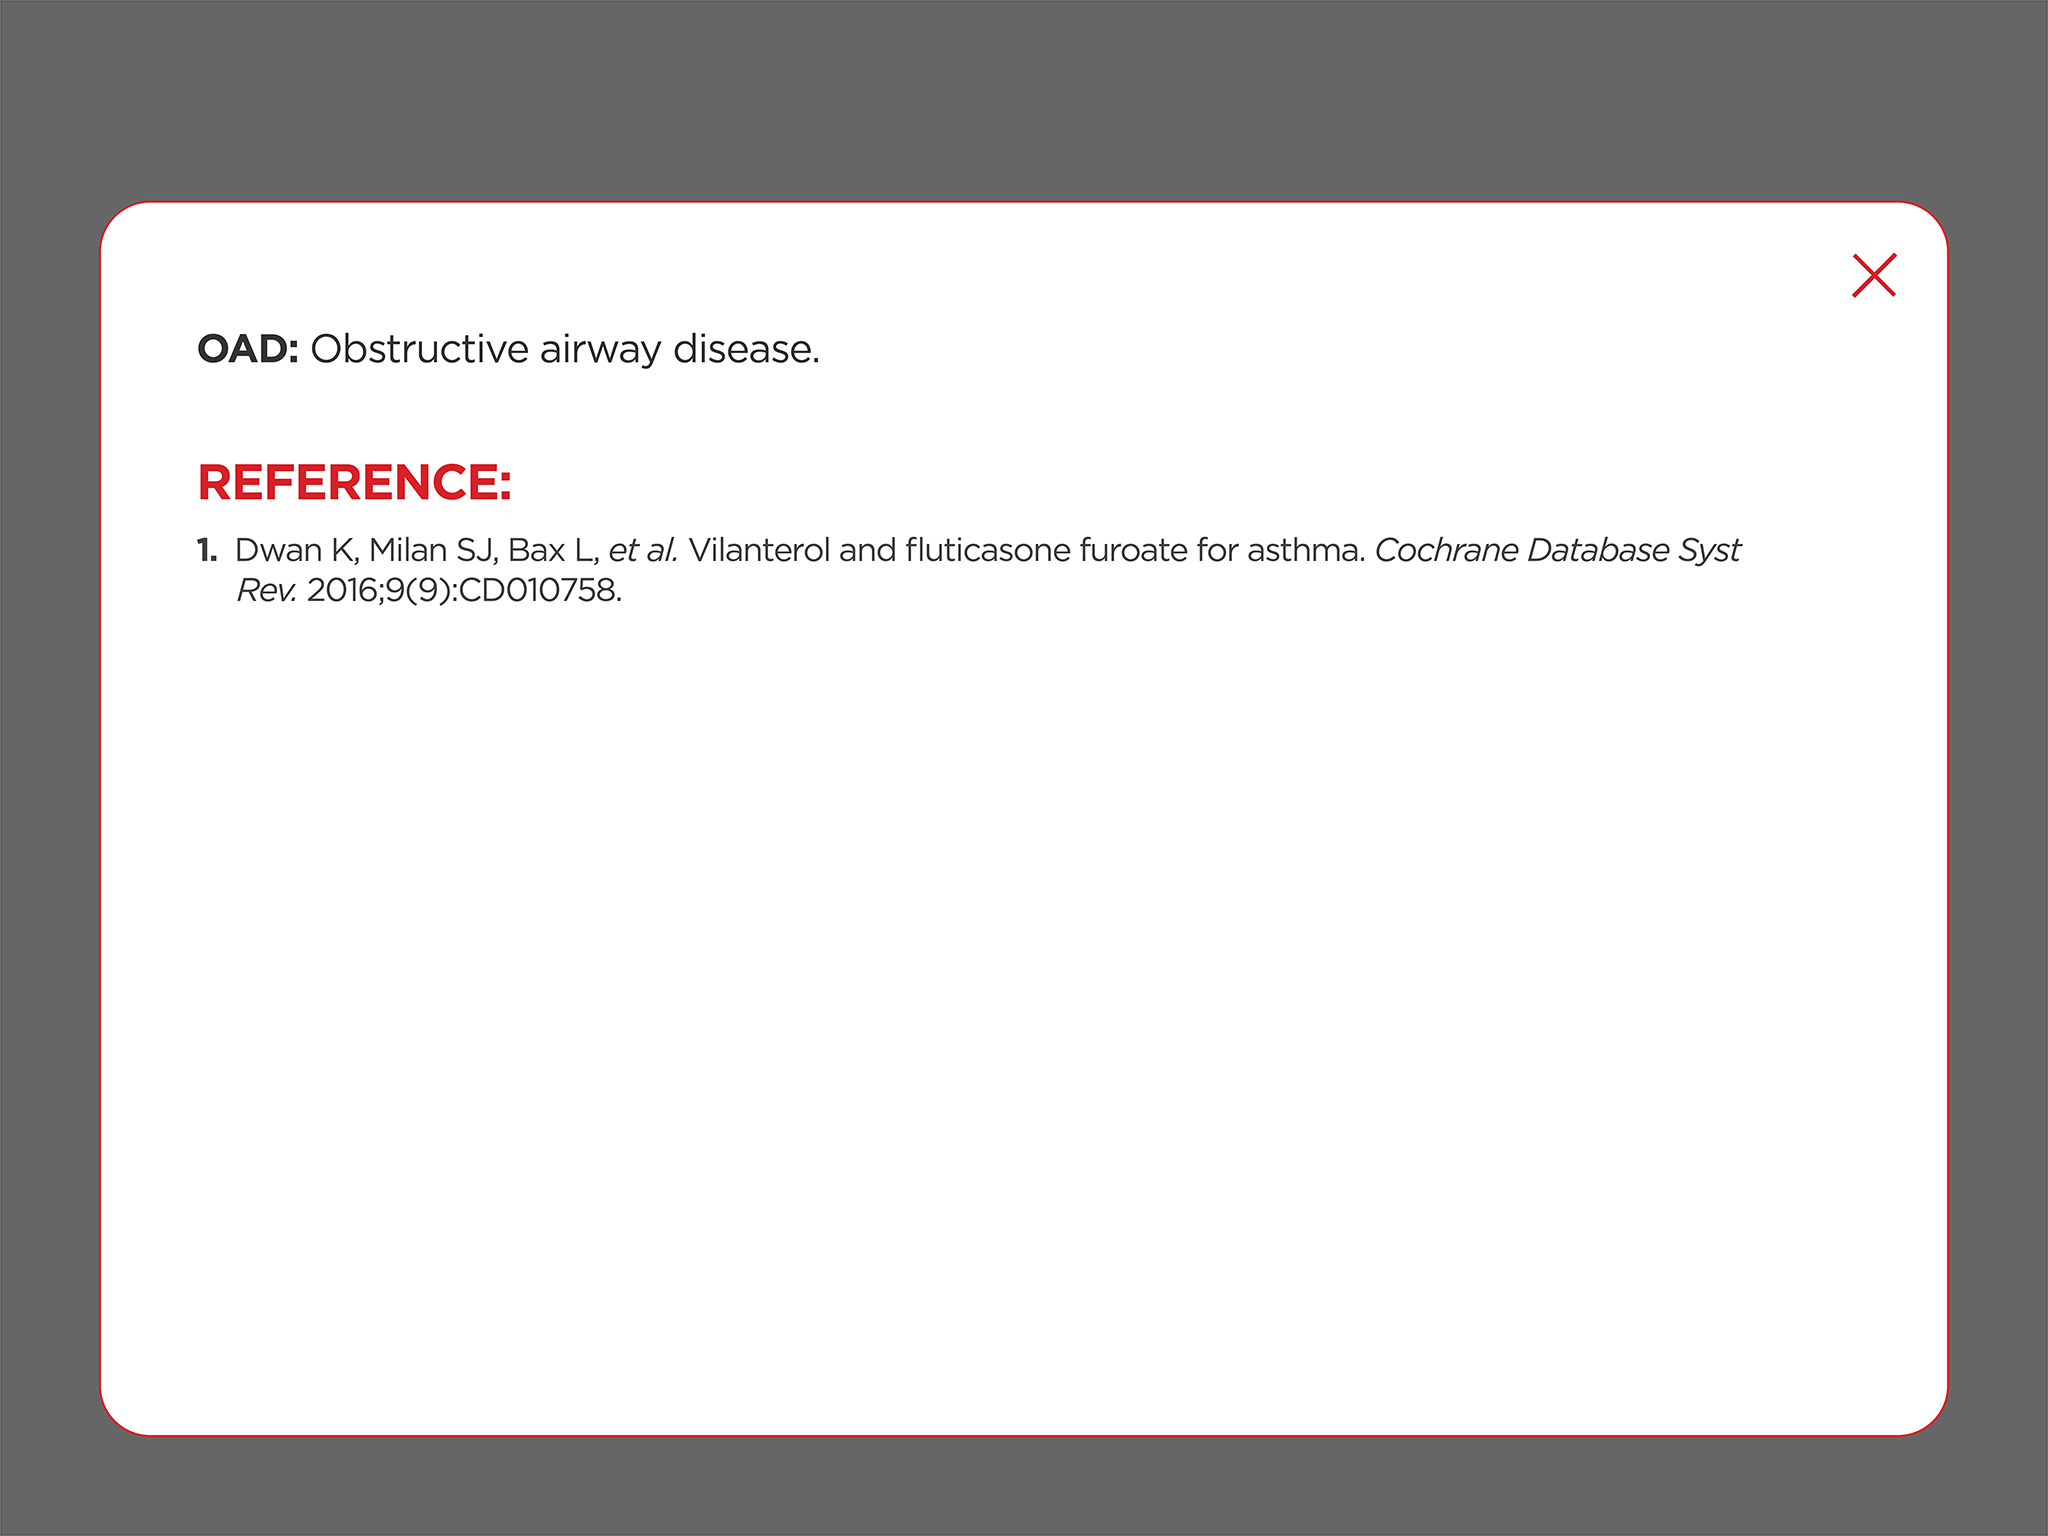 OAD: Obstructive airway disease.
REFERENCE:
1. Dwan K, Milan SJ, Bax L, et al. Vilanterol and fluticasone furoate for asthma. Cochrane Database Syst
Rev. 2016;9(9):CD010758.